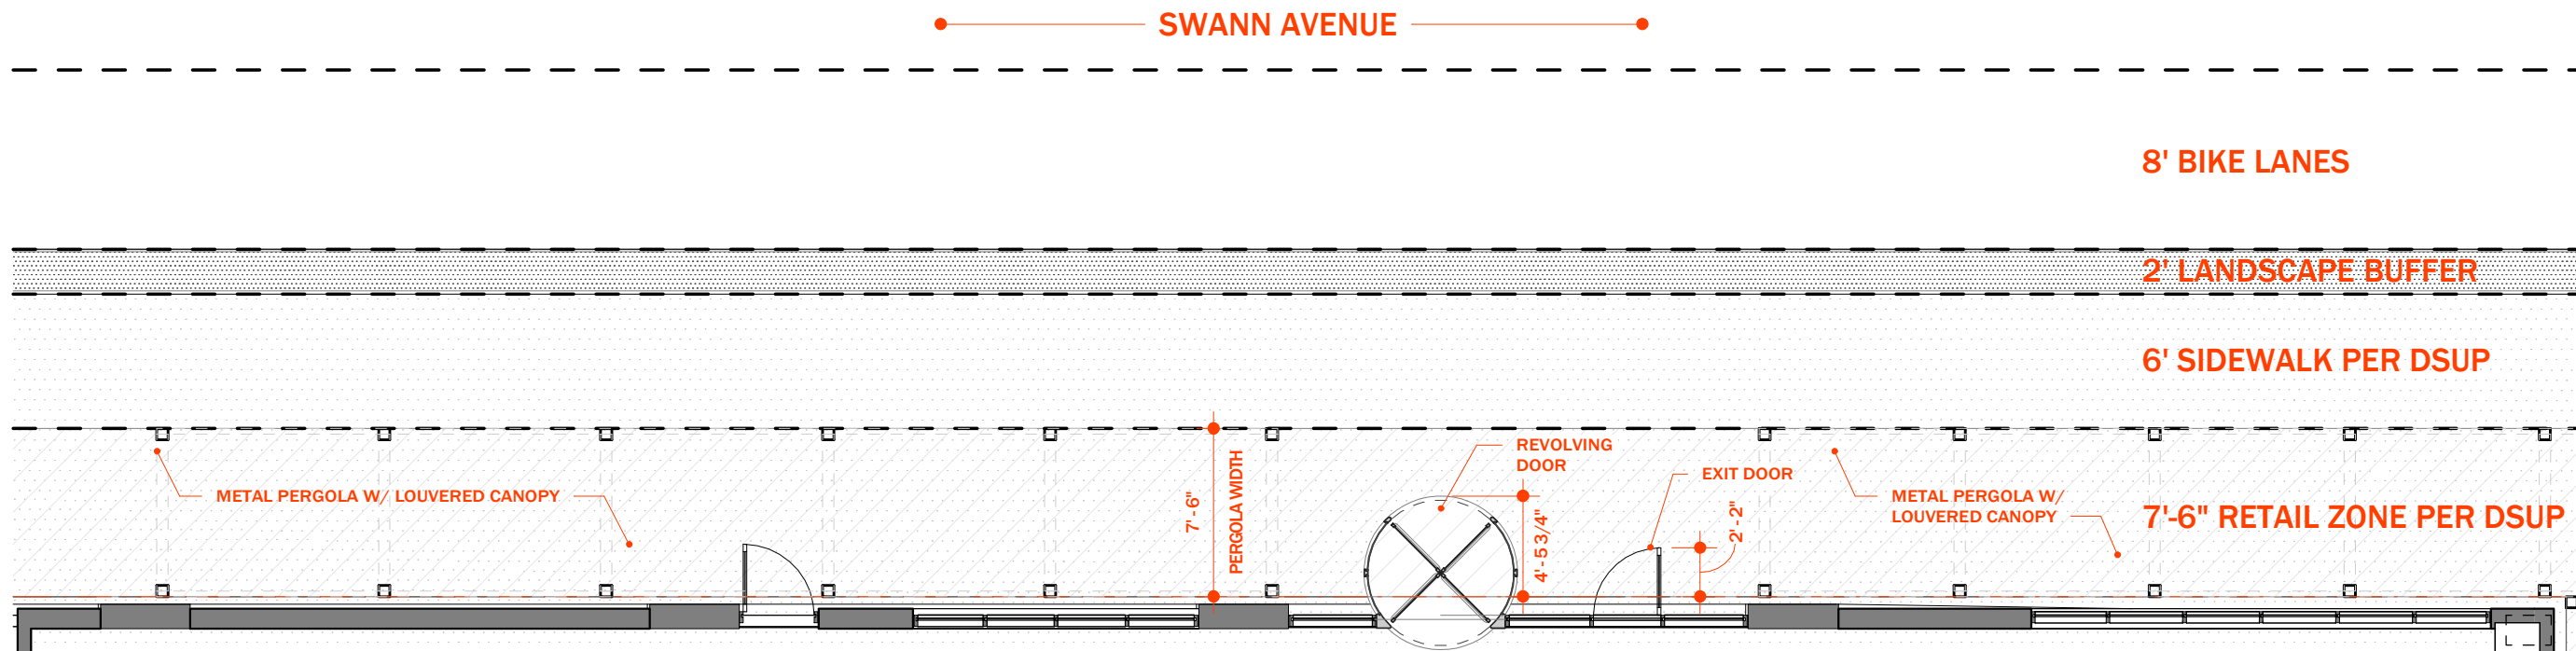 SWANN AVENUE
8' BIKE LANES
2' LANDSCAPE BUFFER
6' SIDEWALK PER DSUP
REVOLVING
DOOR
EXIT DOOR
METAL PERGOLA W/ LOUVERED CANOPY
7'-6"
PERGOLA WIDTH
4'-5 3/4"
2'-2"
METAL PERGOLA W/
LOUVERED CANOPY
7'-6" RETAIL ZONE PER DSUP